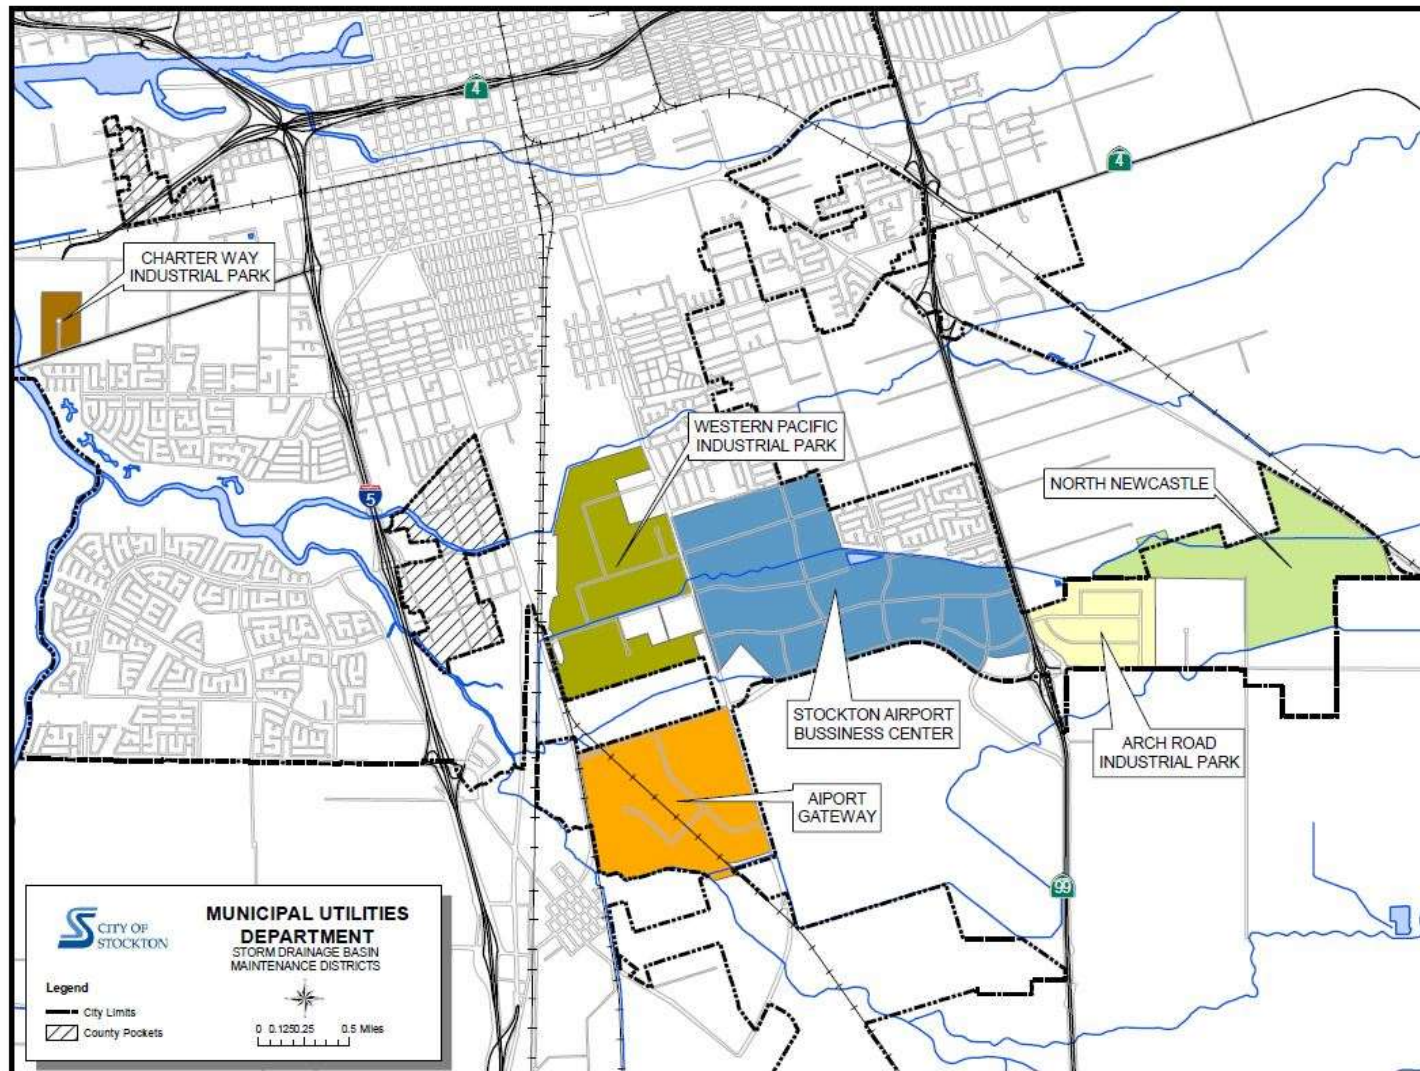 4
4
CHARTER WAY
INDUSTRIAL PARK
WESTERN PACIFIC
INDUSTRIAL PARK
NORTH NEWCASTLE
5
STOCKTON AIRPORT
BUSSINESS CENTER
ARCH ROAD
INDUSTRIAL PARK
AIPORT
GATEWAY
99
CITY OF
STOCKTON
MUNICIPAL UTILITIES
DEPARTMENT
STORM DRAINAGE BASIN
MAINTENANCE DISTRICTS
Legend
City Limits
County Pockets
0 0.1250.25 0.5 Miles